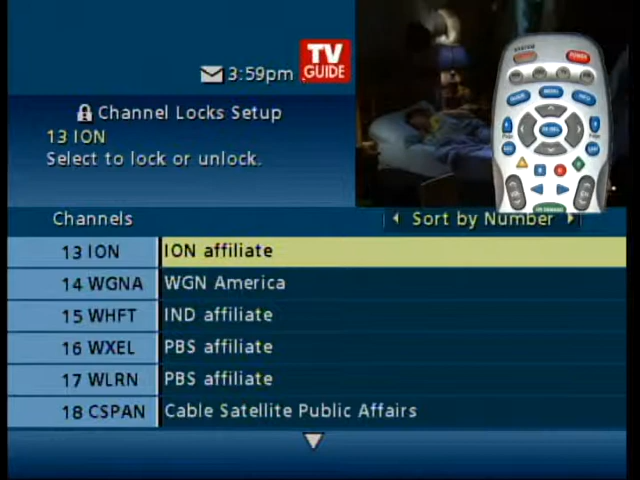 3:59pm
TV
GUIDE
Channel Locks Setup
13 ION
Select to lock or unlock.
Channels
Sort by Number
13 ION ION affiliate
14 WGNA WGN America
15 WHFT IND affiliate
16 WXEL PBS affiliate
17 WLRN PBS affiliate
18 CSPAN Cable Satellite Public Affairs